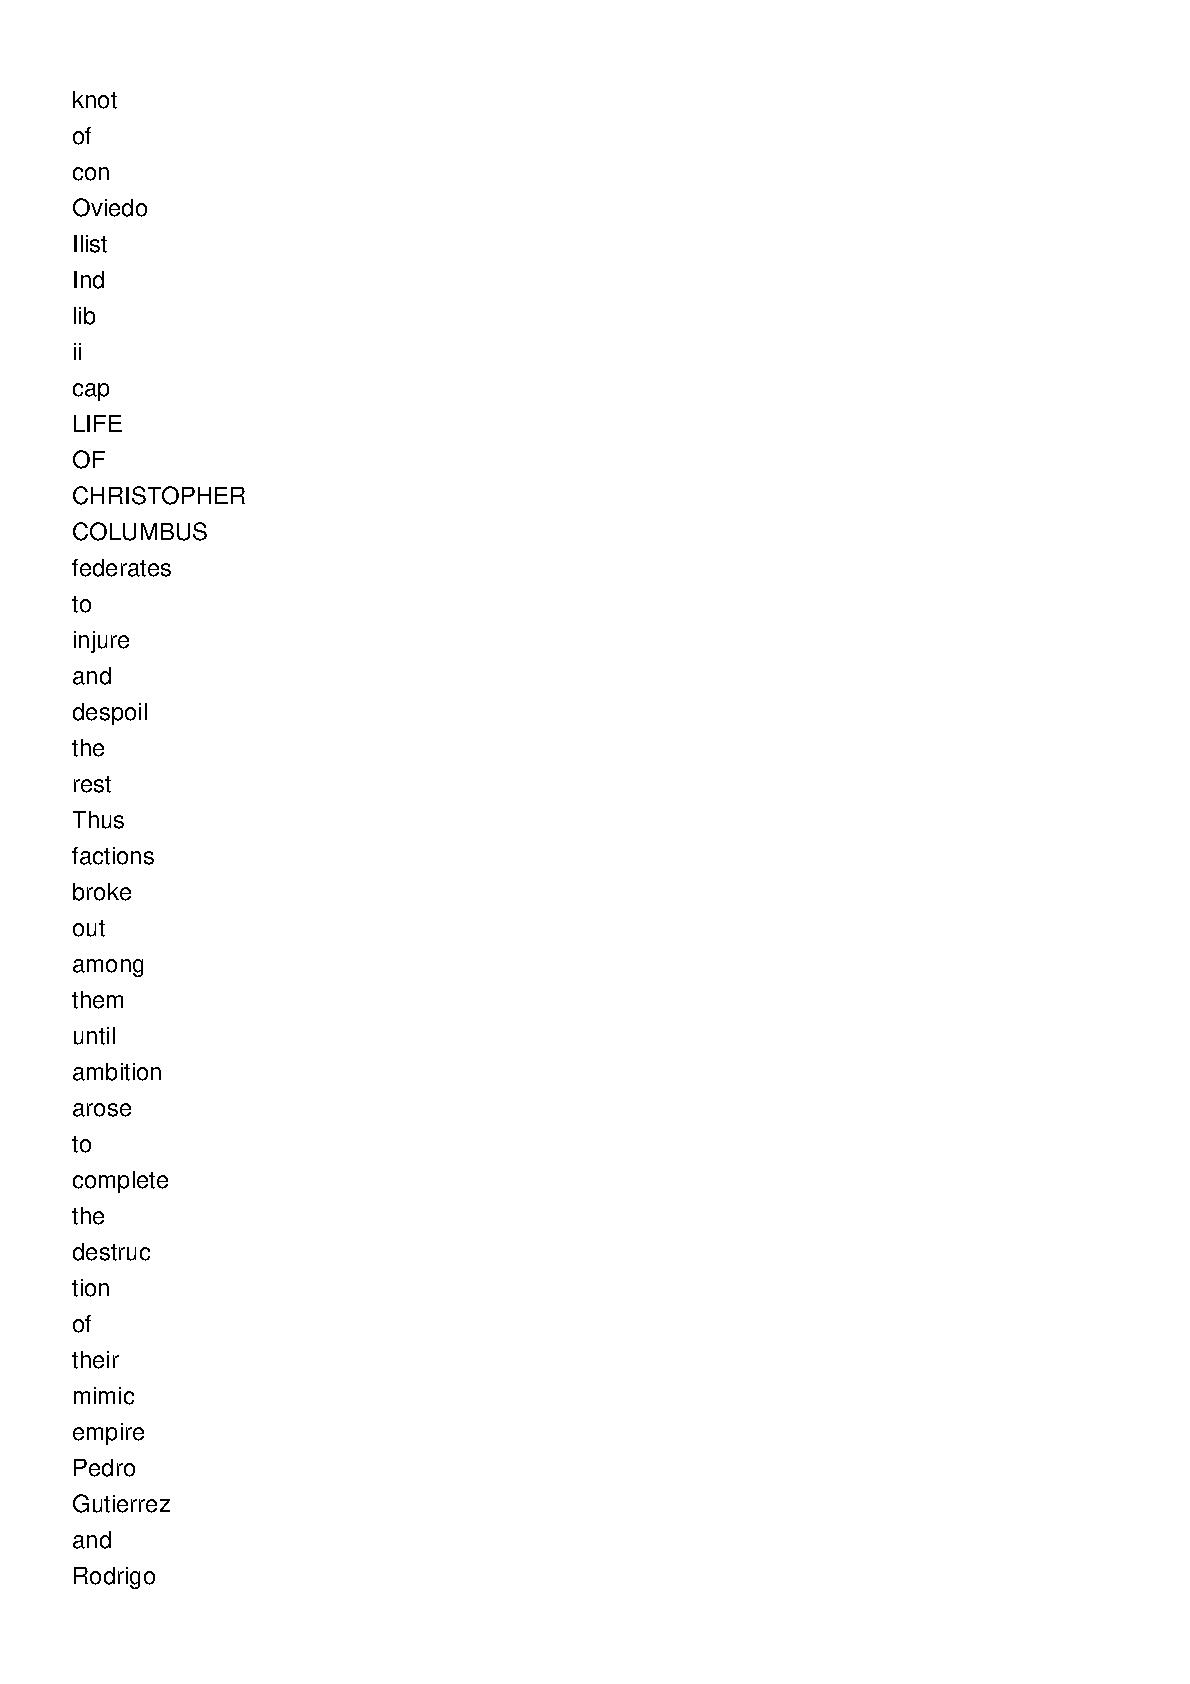 knot
of
con
Oviedo
Ilist
Ind
lib
ii
cap
LIFE
OF
CHRISTOPHER
COLUMBUS
federates
to
injure
and
despoil
the
rest
Thus
factions
broke
out
among
them
until
ambition
arose
to
complete
the
destruc
tion
of
their
mimic
empire
Pedro
Gutierrez
and
Rodrigo